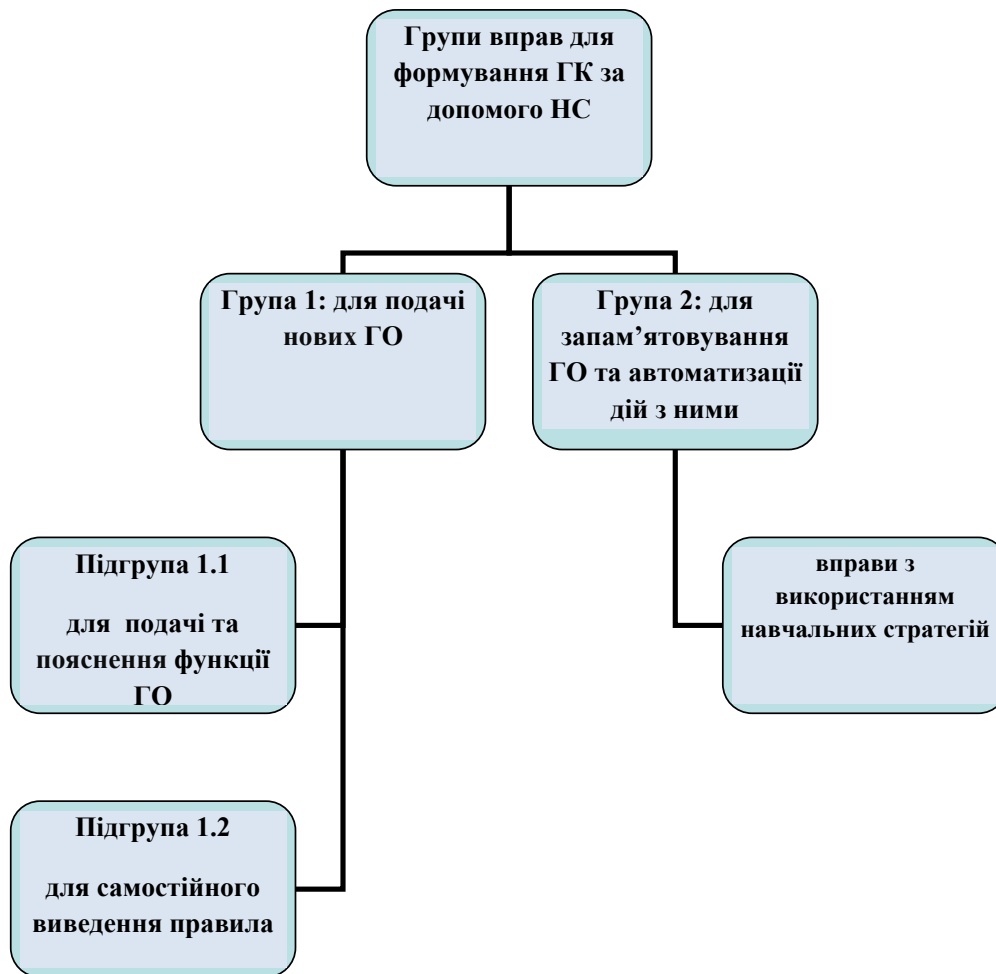 Групи вправ для
формування ГК за
допомого НС
Група 1: для подачі
нових ГО
Група 2: для
запам’ятовування
ГО та автоматизації
дій з ними
Підгрупа 1.1
для подачі та
пояснення функції
ГО
вправи з
використанням
навчальних стратегій
Підгрупа 1.2
для самостійного
виведення правила